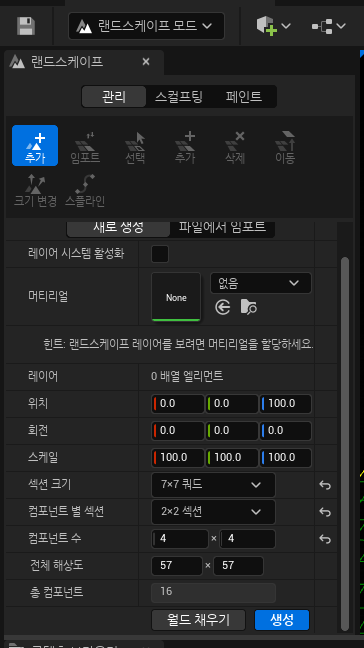 랜드스케이프 모드
랜드스케이프 ×
관리 스컬프팅 페인트
추가 임포트 선택 추가 삭제 이동
크기 변경 스플라인
새로 생성 파일에서 임포트
레이어 시스템 활성화
머티리얼 None 없음
힌트: 랜드스케이프 레이어를 보려면 머티리얼을 할당하세요.
레이어 0 배열 엘리먼트
위치 0.0 0.0 100.0
회전 0.0 0.0 0.0
스케일 100.0 100.0 100.0
섹션 크기 7×7 쿼드
컴포넌트 별 섹션 2×2 섹션
컴포넌트 수 4 × 4
전체 해상도 57 × 57
총 컴포넌트 16
월드 채우기 생성